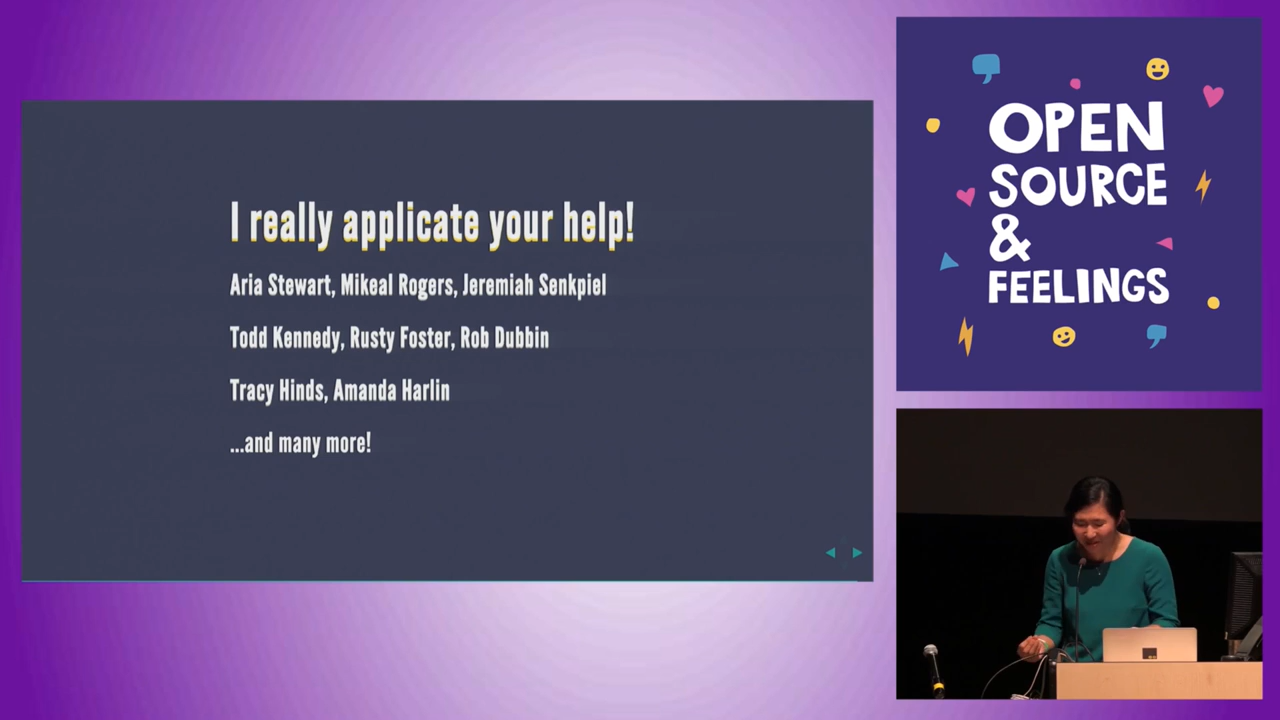 I really applicate your help!
Aria Stewart, Mikeal Rogers, Jeremiah Senkpiel
Todd Kennedy, Rusty Foster, Rob Dubbin
Tracy Hinds, Amanda Harlin
...and many more!
OPEN
SOURCE
&
FEELINGS